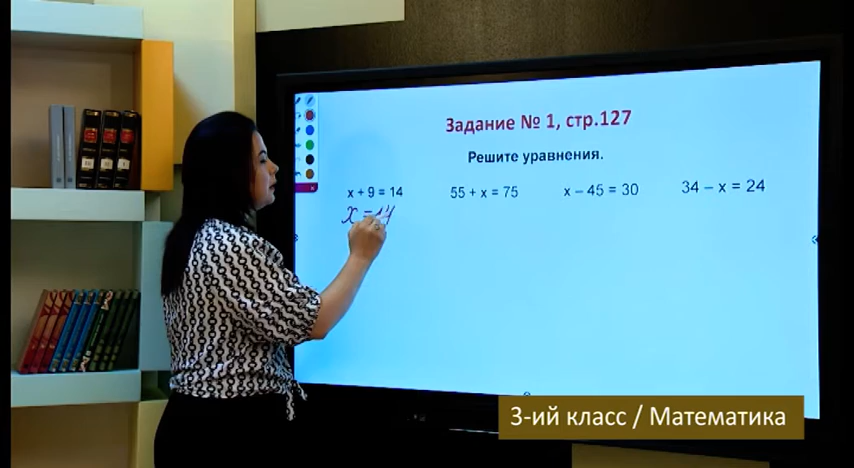 Задание № 1, стр.127
Решите уравнения.
x + 9 = 14
55 + x = 75
x – 45 = 30
34 – x = 24
x = 14
3-ий класс / Математика